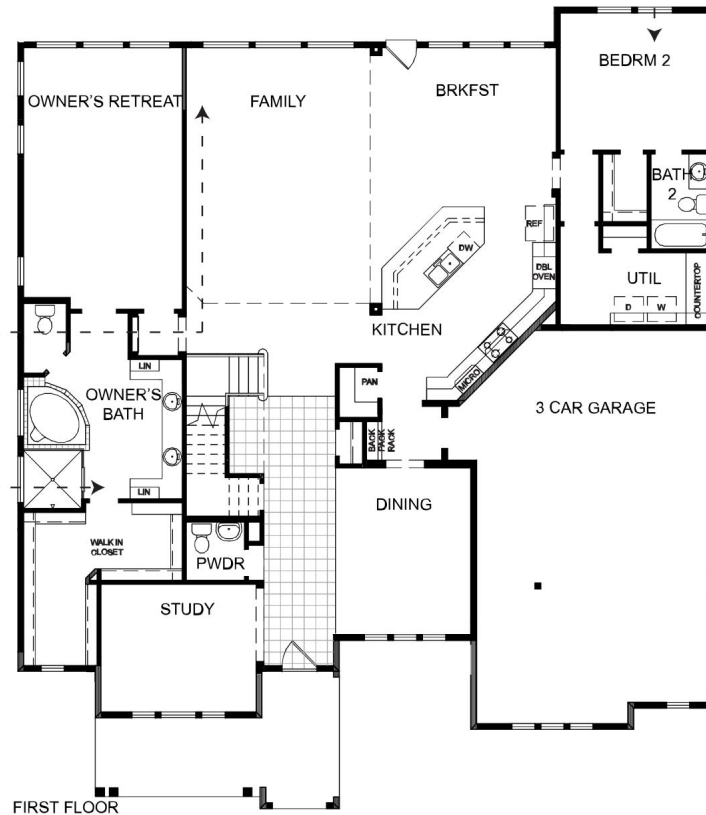 BEDRM 2
OWNER'S RETREAT
FAMILY
BRKFST
BATH
2
REF
DW
DBL
OVEN
UTIL
COUNTERTOP
D
W
KITCHEN
LIN
PAN
MICRO
OWNER'S
BATH
3 CAR GARAGE
BACK
PACK
RACK
LIN
DINING
WALK IN
CLOSET
PWDR
STUDY
FIRST FLOOR